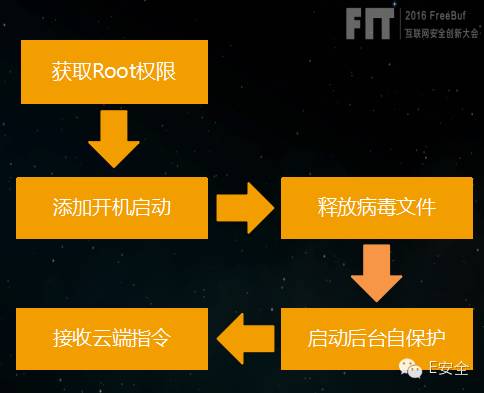 FIT 2016 FreeBuf
互联网安全创新大会
获取Root权限
添加开机启动
释放病毒文件
启动后台自保护
接收云端指令
E安全